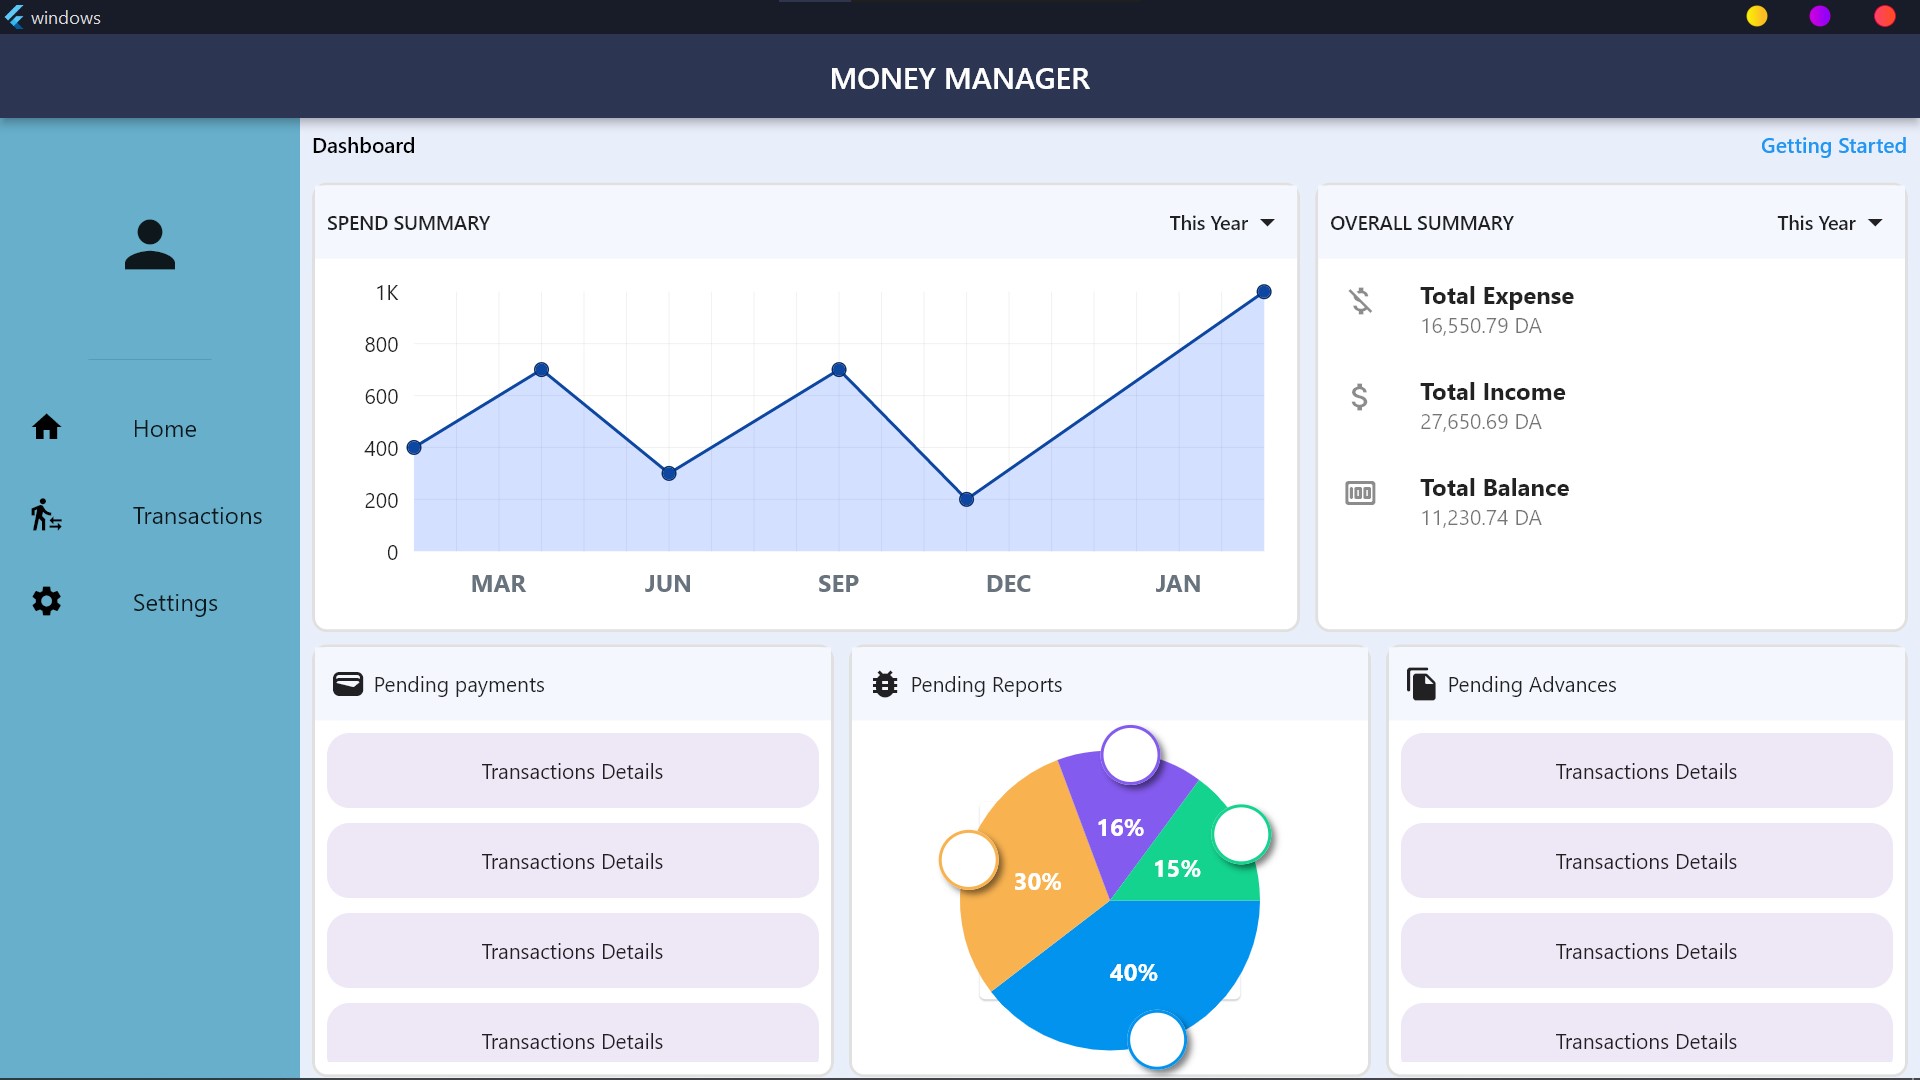 windows
MONEY MANAGER
Home
Transactions
Settings
Dashboard
Getting Started
SPEND SUMMARY
This Year
1K
800
600
400
200
0
MAR JUN SEP DEC JAN
OVERALL SUMMARY
This Year
Total Expense
16,550.79 DA
Total Income
27,650.69 DA
100
Total Balance
11,230.74 DA
Pending payments
Transactions Details
Transactions Details
Transactions Details
Transactions Details
Pending Reports
16%
15%
30%
40%
Pending Advances
Transactions Details
Transactions Details
Transactions Details
Transactions Details